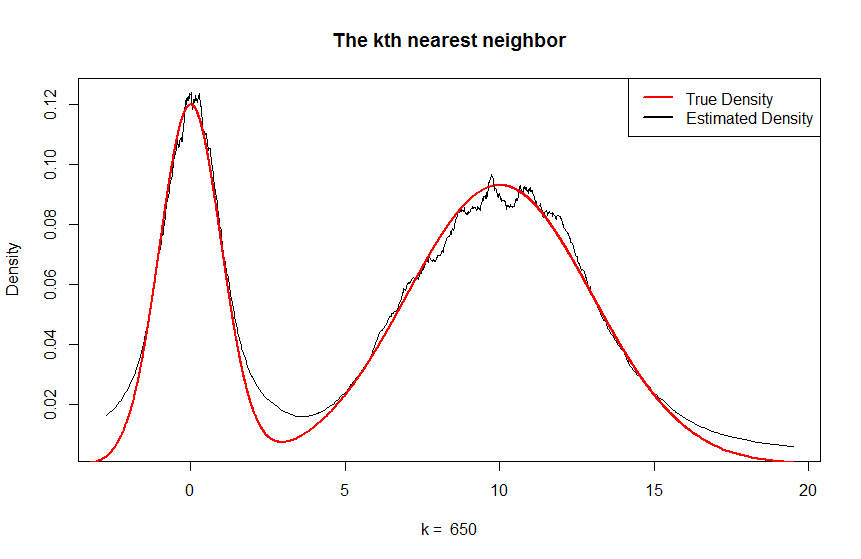 The kth nearest neighbor
True Density
Estimated Density
Density
0.12
0.10
0.08
0.06
0.04
0.02
0
5
10
15
20
k = 650